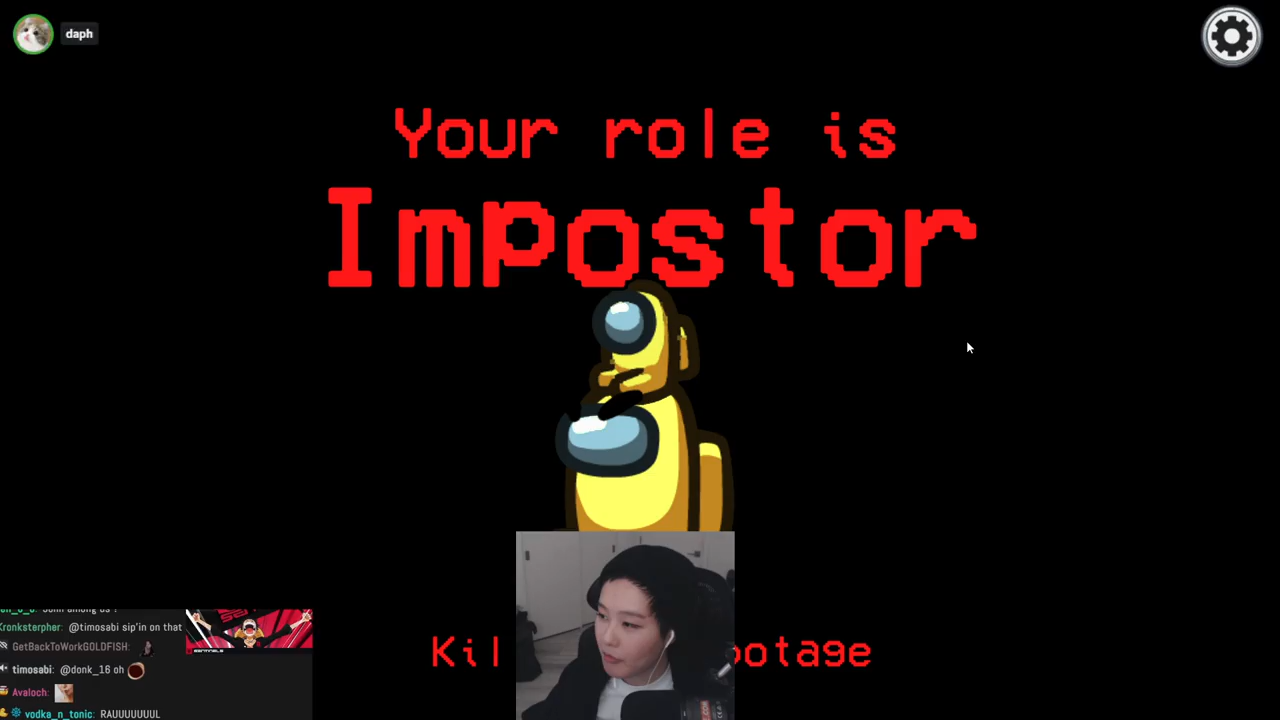 daph
Your role is
Impostor
Kil
otage
Kronksterpher: @timosabi sip'in on that
GetBackToWorkGOLDFISH:
timosabi: @donk_16 oh
Avaloch:
vodka_n_tonic: RAUUUUUUUL